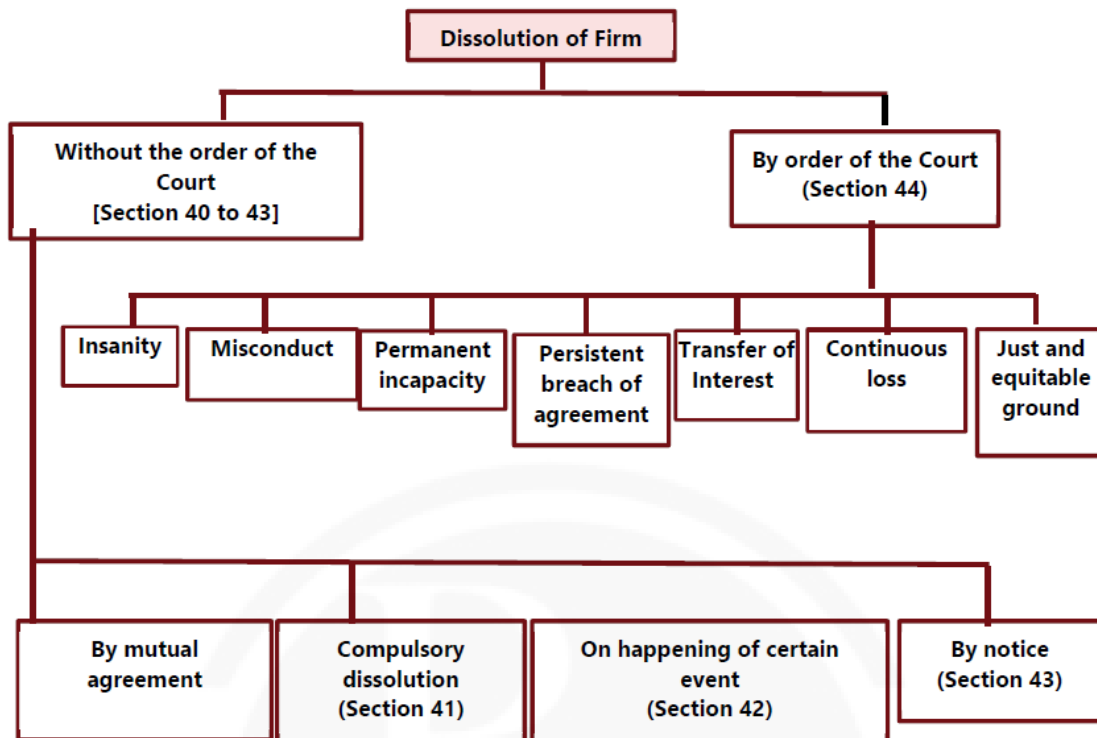 Dissolution of Firm
Without the order of the
Court
[Section 40 to 43]
By order of the Court
(Section 44)
Insanity
Misconduct
Permanent
incapacity
Persistent
breach of
agreement
Transfer of
Interest
Continuous
loss
Just and
equitable
ground
By mutual
agreement
Compulsory
dissolution
(Section 41)
On happening of certain
event
(Section 42)
By notice
(Section 43)